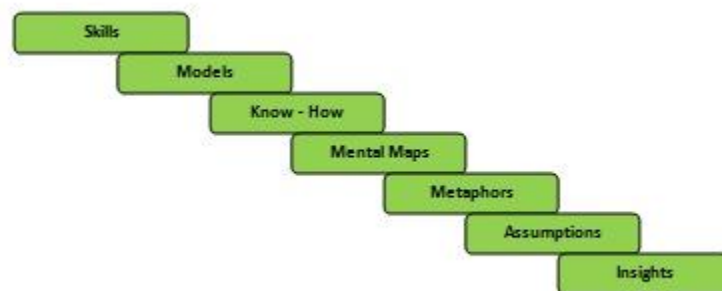 Skills
Models
Know - How
Mental Maps
Metaphors
Assumptions
Insights